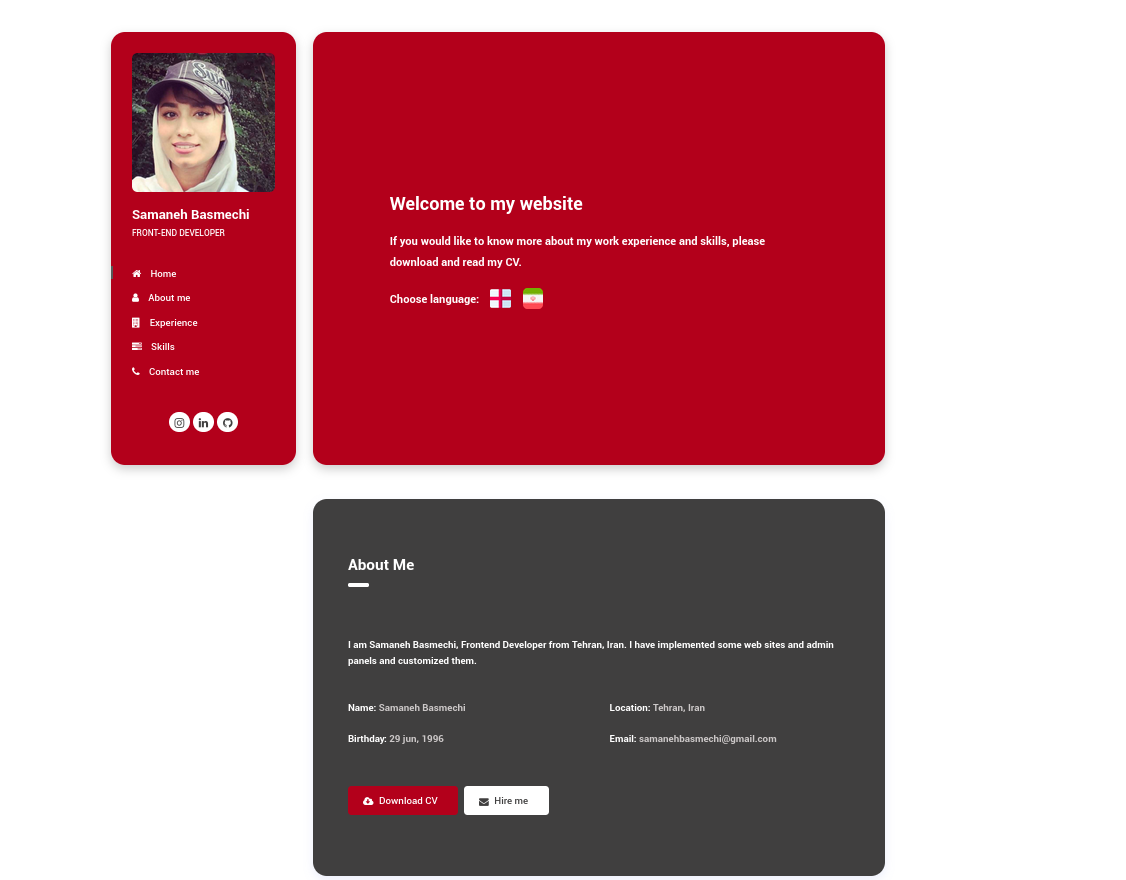 Samaneh Basmechi
FRONT-END DEVELOPER
Home
About me
Experience
Skills
Contact me
Welcome to my website
If you would like to know more about my work experience and skills, please
download and read my CV.
Choose language:
About Me
I am Samaneh Basmechi, Frontend Developer from Tehran, Iran. I have implemented some web sites and admin
panels and customized them.
Name: Samaneh Basmechi
Location: Tehran, Iran
Birthday: 29 jun, 1996
Email: samanehbasmechi@gmail.com
Download CV
Hire me